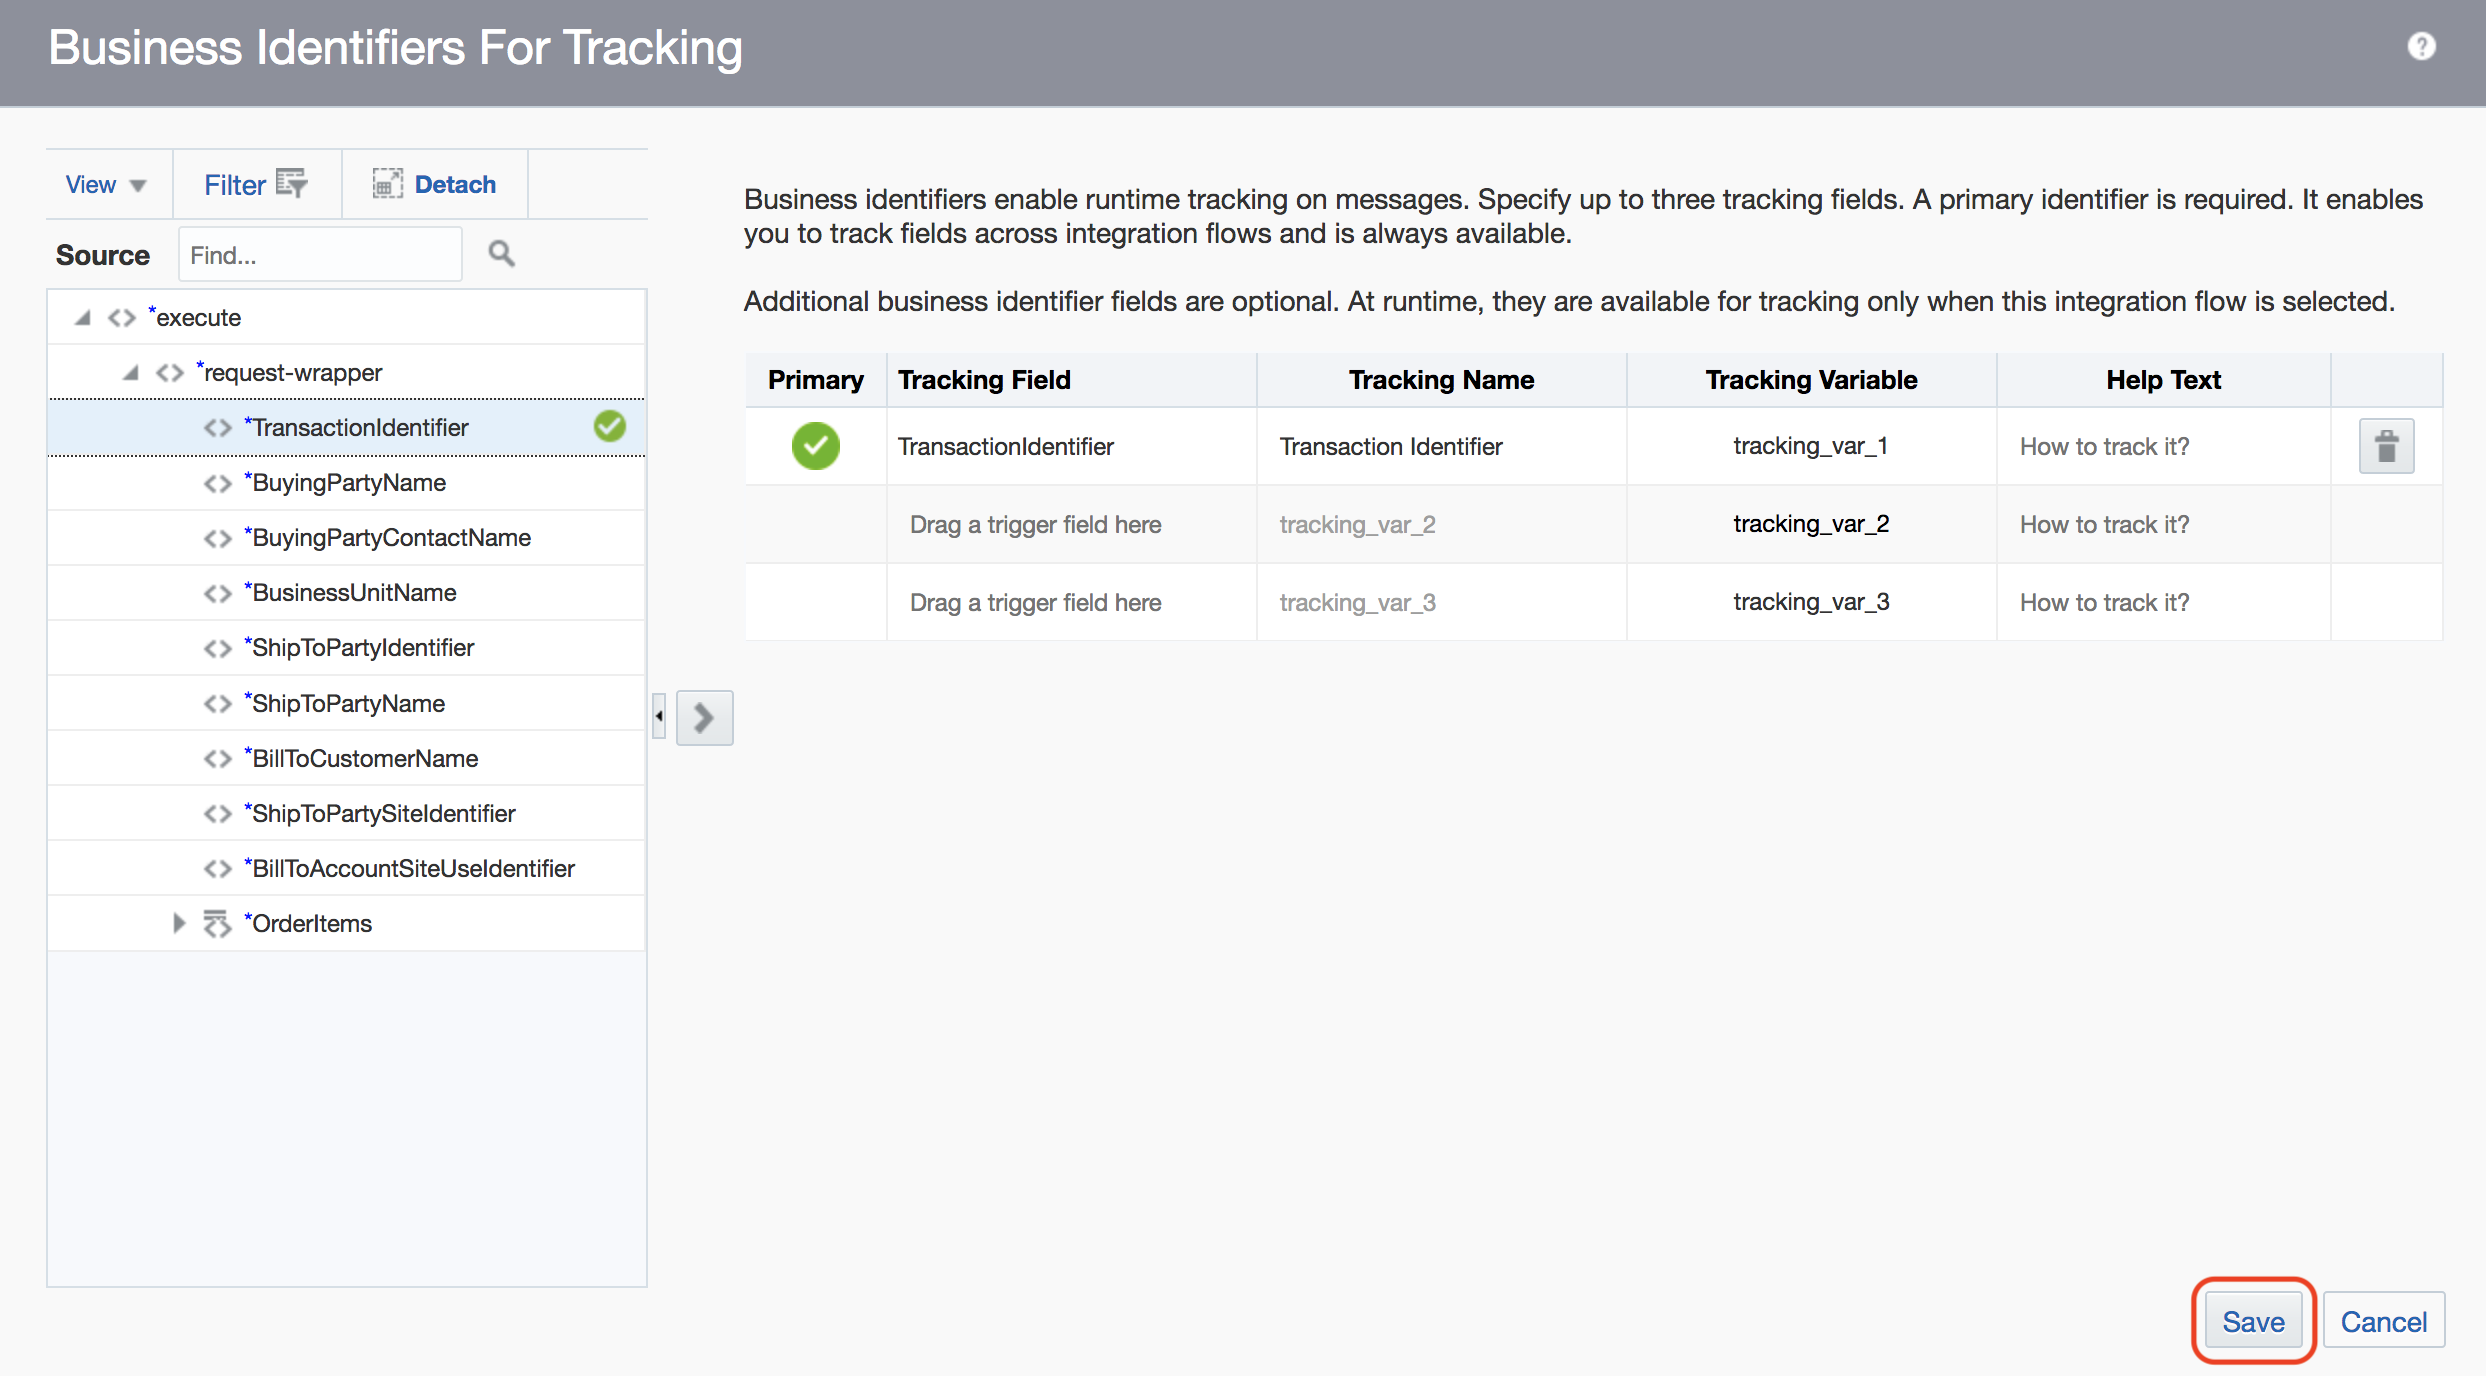 Business Identifiers For Tracking
View Filter Detach
Source Find...
*execute
*request-wrapper
*TransactionIdentifier
*BuyingPartyName
*BuyingPartyContactName
*BusinessUnitName
*ShipToPartyIdentifier
*ShipToPartyName
*BillToCustomerName
*ShipToPartySiteIdentifier
*BillToAccountSiteUseIdentifier
*OrderItems
Business identifiers enable runtime tracking on messages. Specify up to three tracking fields. A primary identifier is required. It enables
you to track fields across integration flows and is always available.
Additional business identifier fields are optional. At runtime, they are available for tracking only when this integration flow is selected.
Primary Tracking Field Tracking Name Tracking Variable Help Text
TransactionIdentifier Transaction Identifier tracking_var_1 How to track it?
Drag a trigger field here tracking_var_2 tracking_var_2 How to track it?
Drag a trigger field here tracking_var_3 tracking_var_3 How to track it?
Save Cancel